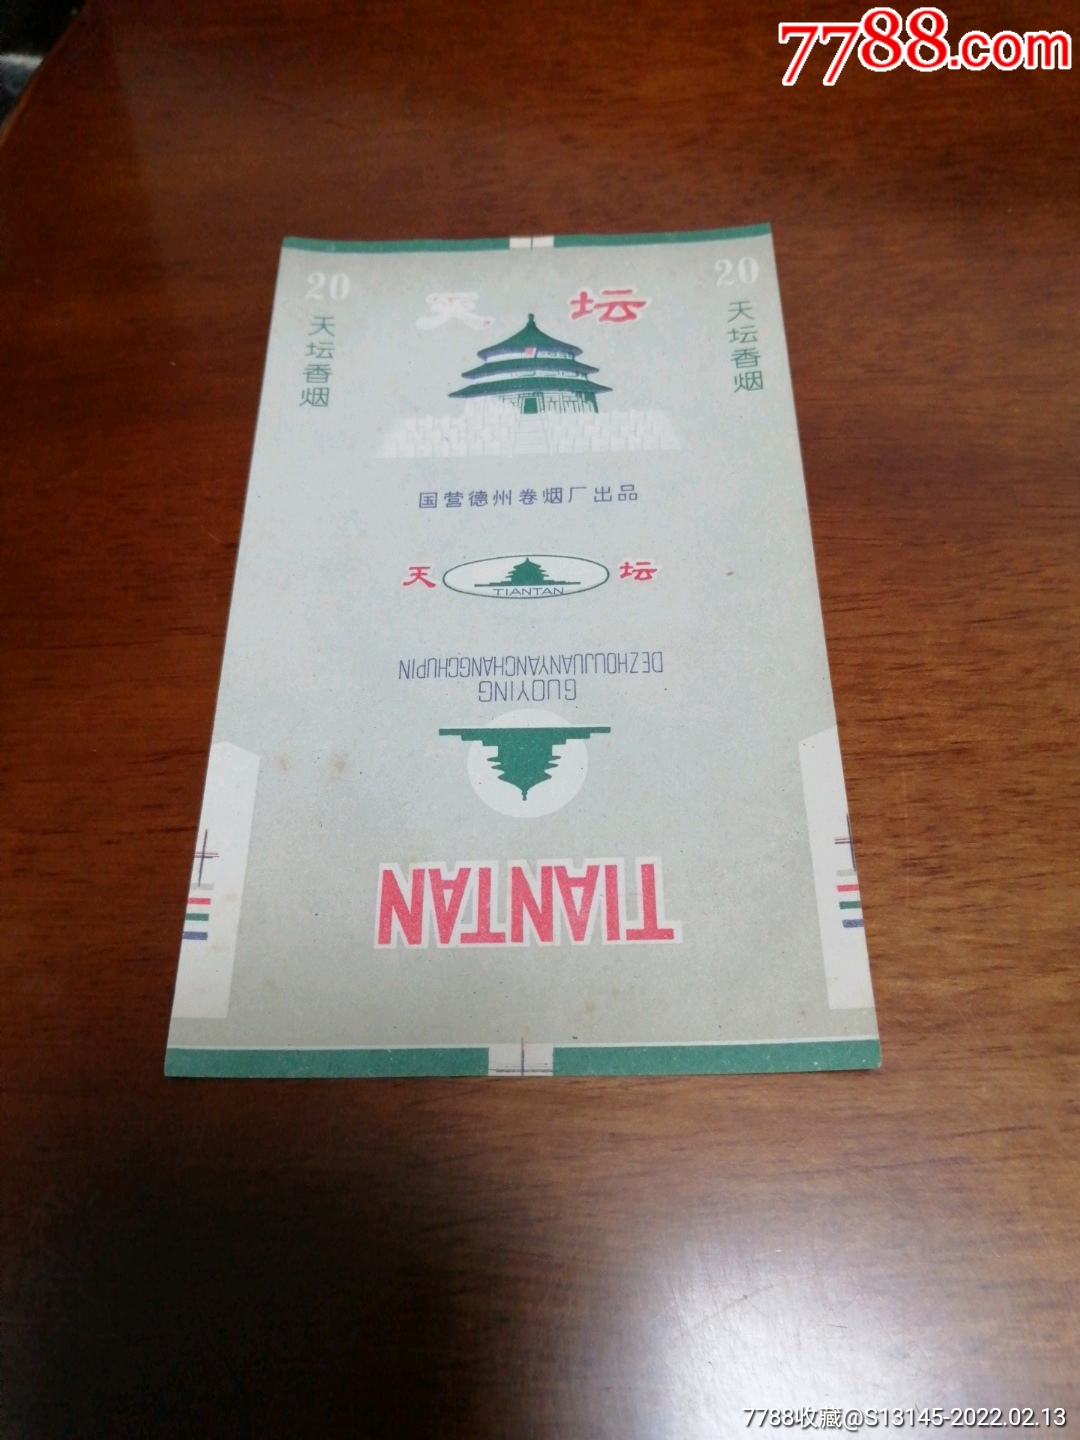 7788.com
20
20
天坛
天坛香烟
天坛香烟
国营德州卷烟厂出品
天 坛
TIANTAN
DEZHOUJUANYANCHANGCHUPIN
GUOYING
TIANTAN
7788收藏@S13145-2022.02.13